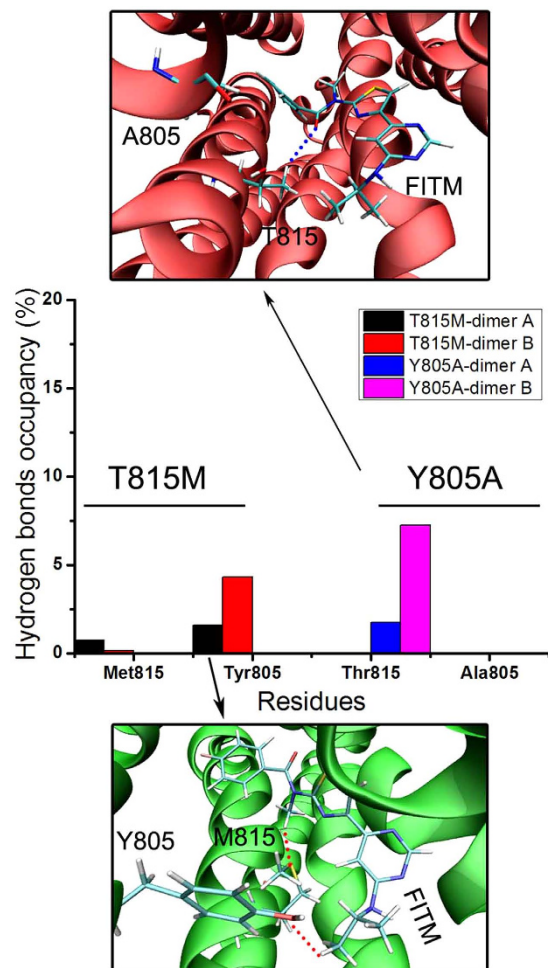 A805
T815
FITM
Hydrogen bonds occupancy (%)
20
15
10
5
0
T815M-dimer A
T815M-dimer B
Y805A-dimer A
Y805A-dimer B
T815M
Y805A
Met815
Tyr805
Thr815
Ala805
Residues
Y805
M815
FITM